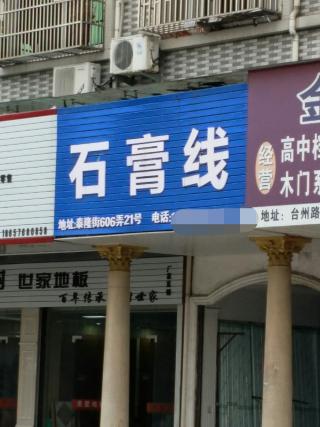 石膏线
地址:泰隆街606弄21号 电话:
世家地板
百年传承 世家
经营
高中档
木门系
地址:台州路